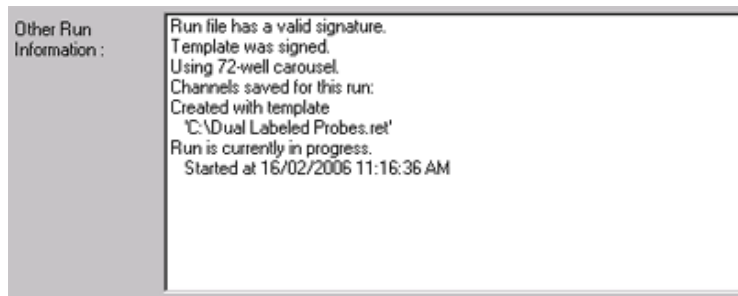 Other Run
Information :
Run file has a valid signature.
Template was signed.
Using 72-well carousel.
Channels saved for this run:
Created with template
'C:\Dual Labeled Probes.ret'
Run is currently in progress.
Started at 16/02/2006 11:16:36 AM